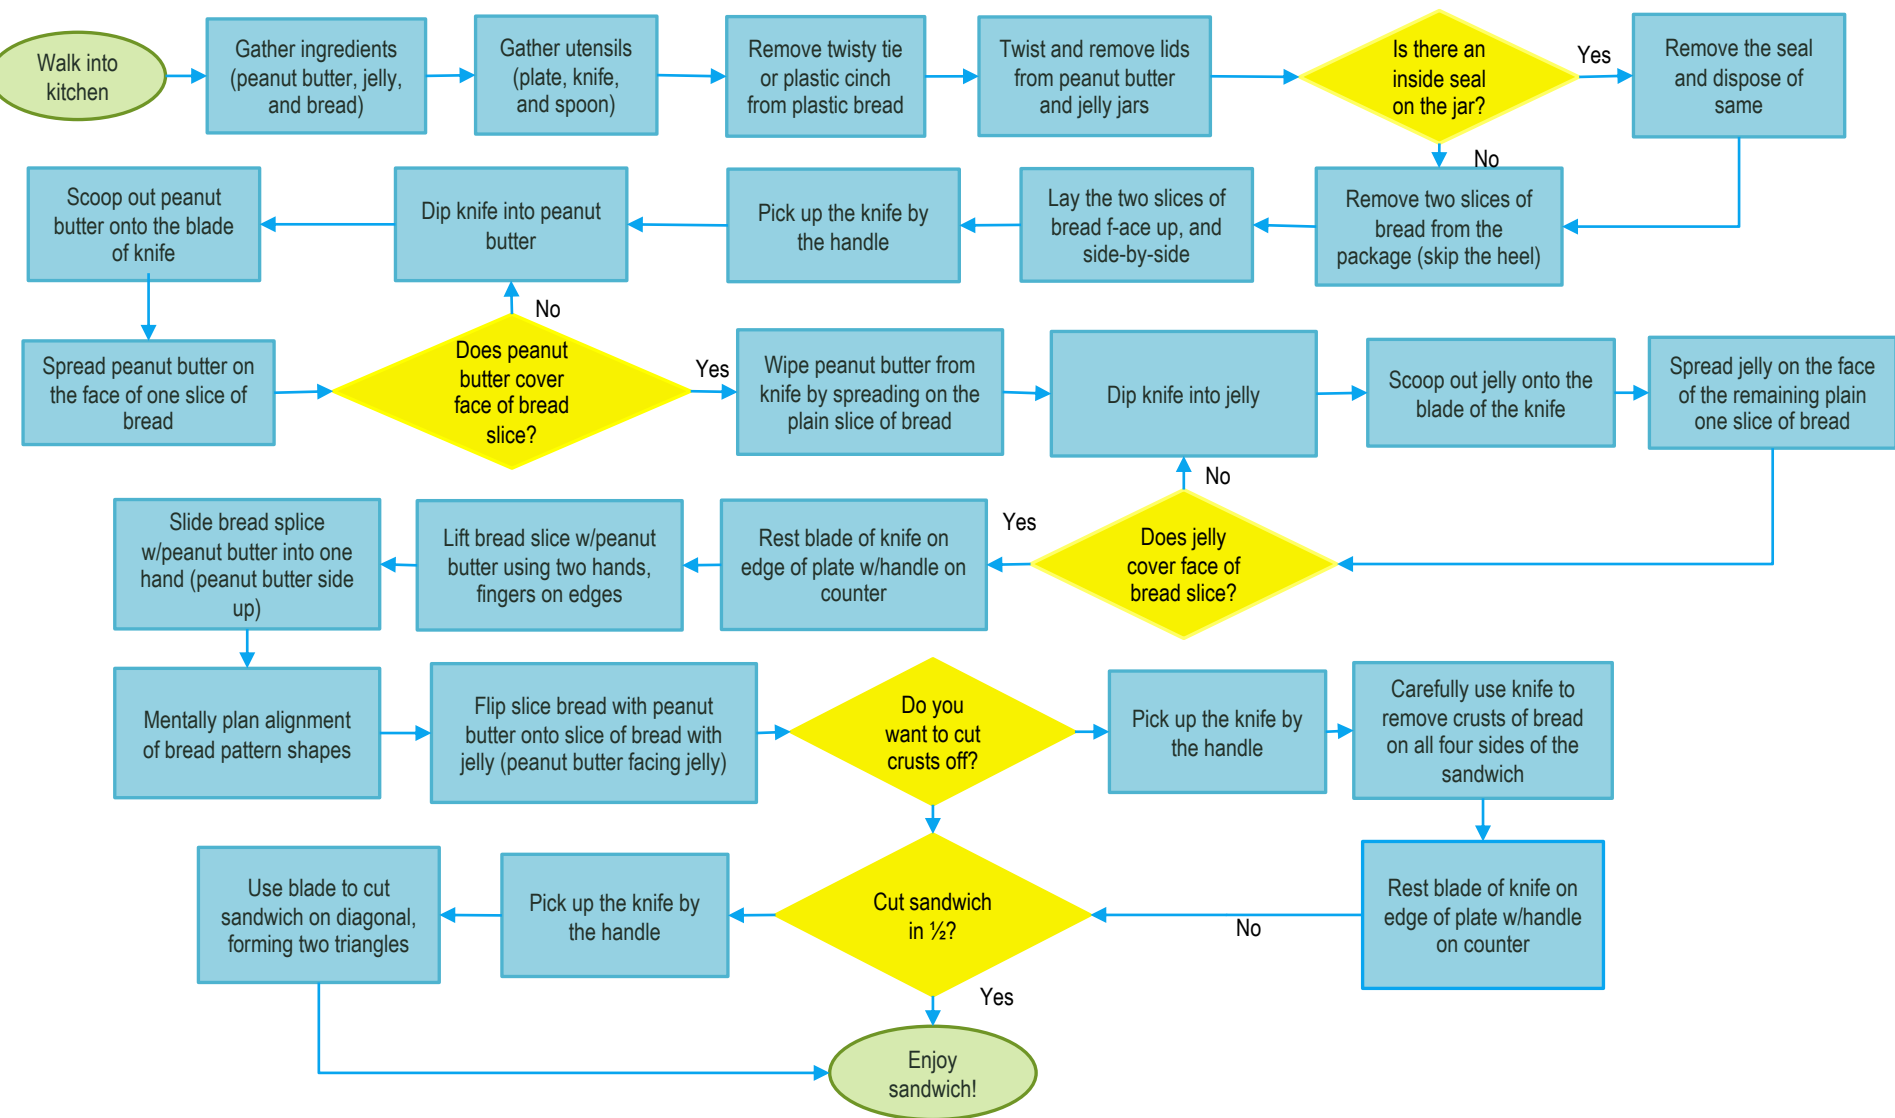 Walk into
kitchen
Gather ingredients
(peanut butter, jelly,
and bread)
Gather utensils
(plate, knife,
and spoon)
Remove twisty tie
or plastic cinch
from plastic bread
Twist and remove lids
from peanut butter
and jelly jars
Is there an
inside seal
on the jar?
Yes
Remove the seal
and dispose of
same
No
Remove two slices of
bread from the
package (skip the heel)
Lay the two slices of
bread f-ace up, and
side-by-side
Pick up the knife by
the handle
Dip knife into peanut
butter
Scoop out peanut
butter onto the blade
of knife
Spread peanut butter on
the face of one slice of
bread
Does peanut
butter cover
face of bread
slice?
No
Yes
Wipe peanut butter from
knife by spreading on the
plain slice of bread
Dip knife into jelly
Scoop out jelly onto the
blade of the knife
Spread jelly on the face
of the remaining plain
one slice of bread
Does jelly
cover face of
bread slice?
No
Yes
Rest blade of knife on
edge of plate w/handle on
counter
Lift bread slice w/peanut
butter using two hands,
fingers on edges
Slide bread splice
w/peanut butter into one
hand (peanut butter side
up)
Mentally plan alignment
of bread pattern shapes
Flip slice bread with peanut
butter onto slice of bread with
jelly (peanut butter facing jelly)
Do you
want to cut
crusts off?
Pick up the knife by
the handle
Carefully use knife to
remove crusts of bread
on all four sides of the
sandwich
Rest blade of knife on
edge of plate w/handle
on counter
No
Cut sandwich
in ½?
Pick up the knife by
the handle
Use blade to cut
sandwich on diagonal,
forming two triangles
Yes
Enjoy
sandwich!